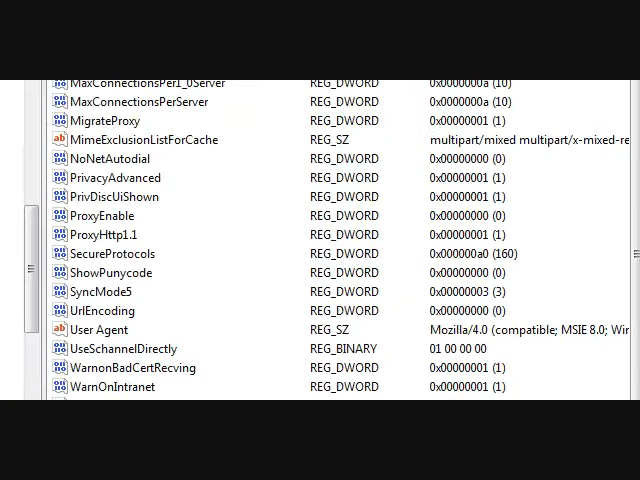 MaxConnectionsPer1_0Server REG_DWORD 0x0000000a (10)
MaxConnectionsPerServer REG_DWORD 0x0000000a (10)
MigrateProxy REG_DWORD 0x00000001 (1)
MimeExclusionListForCache REG_SZ multipart/mixed multipart/x-mixed-re
NoNetAutodial REG_DWORD 0x00000000 (0)
PrivacyAdvanced REG_DWORD 0x00000001 (1)
PrivDiscUiShown REG_DWORD 0x00000001 (1)
ProxyEnable REG_DWORD 0x00000000 (0)
ProxyHttp1.1 REG_DWORD 0x00000001 (1)
SecureProtocols REG_DWORD 0x000000a0 (160)
ShowPunycode REG_DWORD 0x00000000 (0)
SyncMode5 REG_DWORD 0x00000003 (3)
UrlEncoding REG_DWORD 0x00000000 (0)
User Agent REG_SZ Mozilla/4.0 (compatible; MSIE 8.0; Wir
UseSchannelDirectly REG_BINARY 01 00 00 00
WarnonBadCertRecving REG_DWORD 0x00000001 (1)
WarnOnIntranet REG_DWORD 0x00000001 (1)